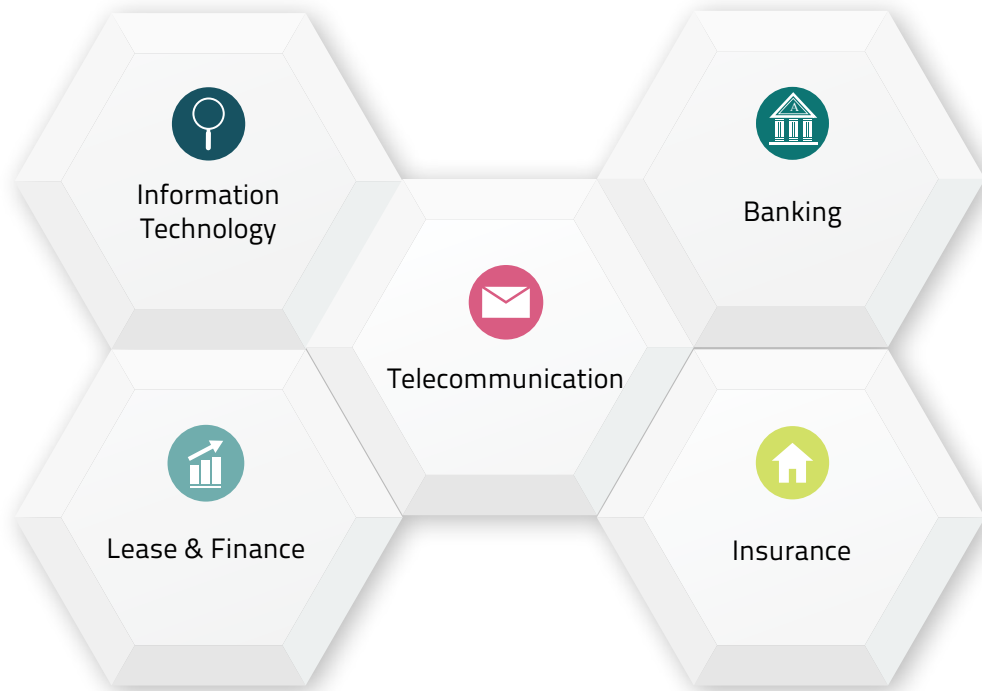 Information
Technology
A
Banking
Telecommunication
Lease & Finance
Insurance